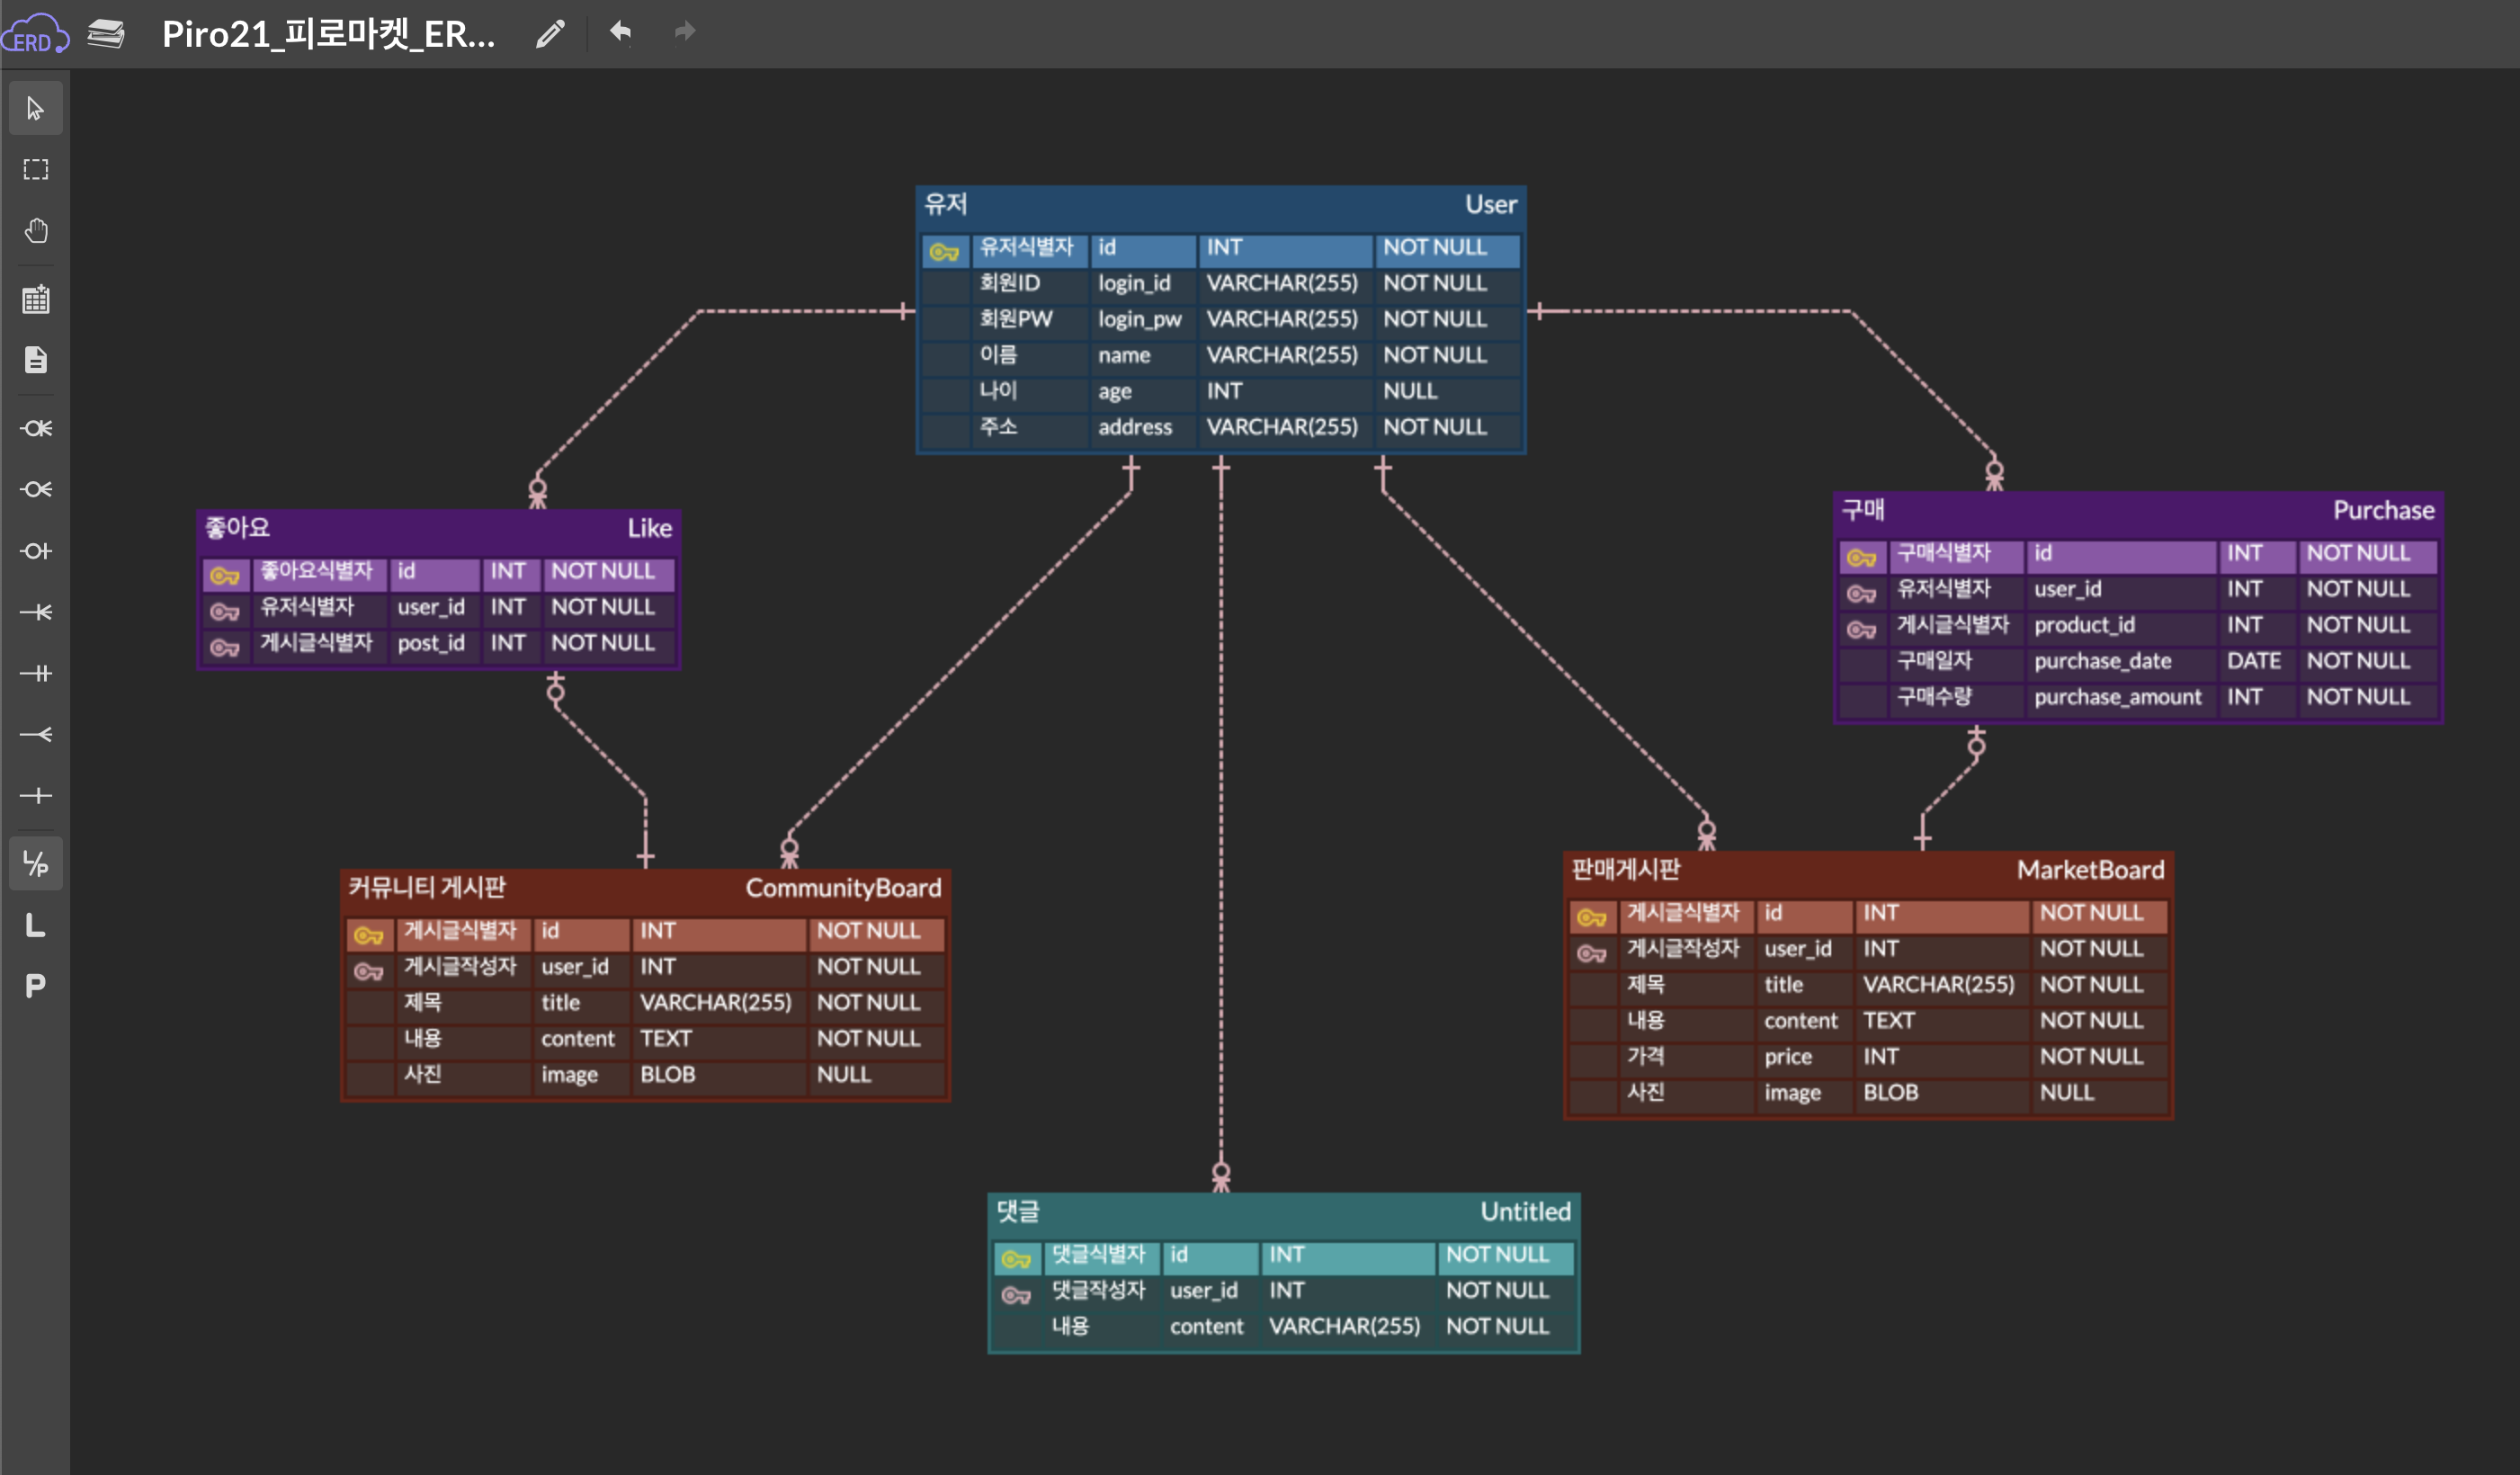 ERD
Piro21_피로마켓_ER...
L/P
L
P
유저 User
유저식별자 id INT NOT NULL
회원ID login_id VARCHAR(255) NOT NULL
회원PW login_pw VARCHAR(255) NOT NULL
이름 name VARCHAR(255) NOT NULL
나이 age INT NULL
주소 address VARCHAR(255) NOT NULL
좋아요 Like
좋아요식별자 id INT NOT NULL
유저식별자 user_id INT NOT NULL
게시글식별자 post_id INT NOT NULL
구매 Purchase
구매식별자 id INT NOT NULL
유저식별자 user_id INT NOT NULL
게시글식별자 product_id INT NOT NULL
구매일자 purchase_date DATE NOT NULL
구매수량 purchase_amount INT NOT NULL
커뮤니티 게시판 CommunityBoard
게시글식별자 id INT NOT NULL
게시글작성자 user_id INT NOT NULL
제목 title VARCHAR(255) NOT NULL
내용 content TEXT NOT NULL
사진 image BLOB NULL
판매게시판 MarketBoard
게시글식별자 id INT NOT NULL
게시글작성자 user_id INT NOT NULL
제목 title VARCHAR(255) NOT NULL
내용 content TEXT NOT NULL
가격 price INT NOT NULL
사진 image BLOB NULL
댓글 Untitled
댓글식별자 id INT NOT NULL
댓글작성자 user_id INT NOT NULL
내용 content VARCHAR(255) NOT NULL